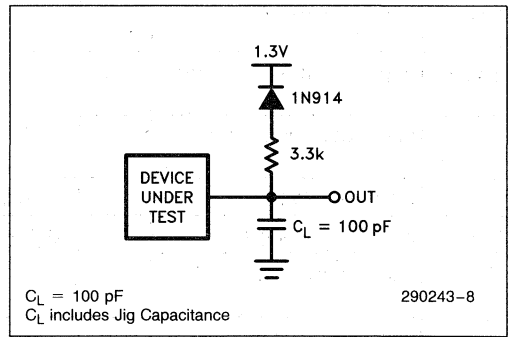 1.3V
1N914
3.3k
DEVICE
UNDER
TEST
OUT
C_L = 100 pF
C_L = 100 pF
C_L includes Jig Capacitance
290243-8